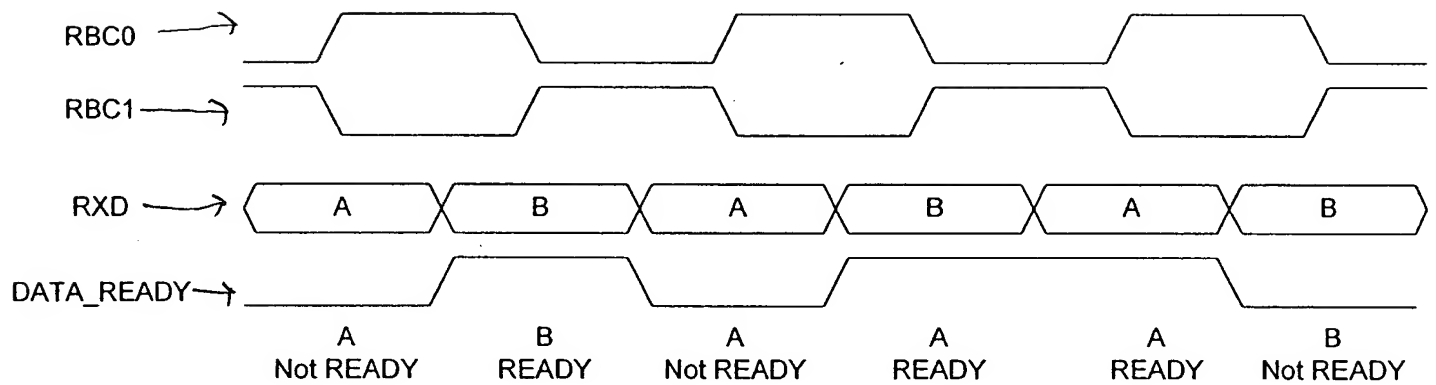 RBC0
RBC1
RXD
A B A B A B
DATA_READY
A B A A A B
Not READY READY Not READY READY READY Not READY